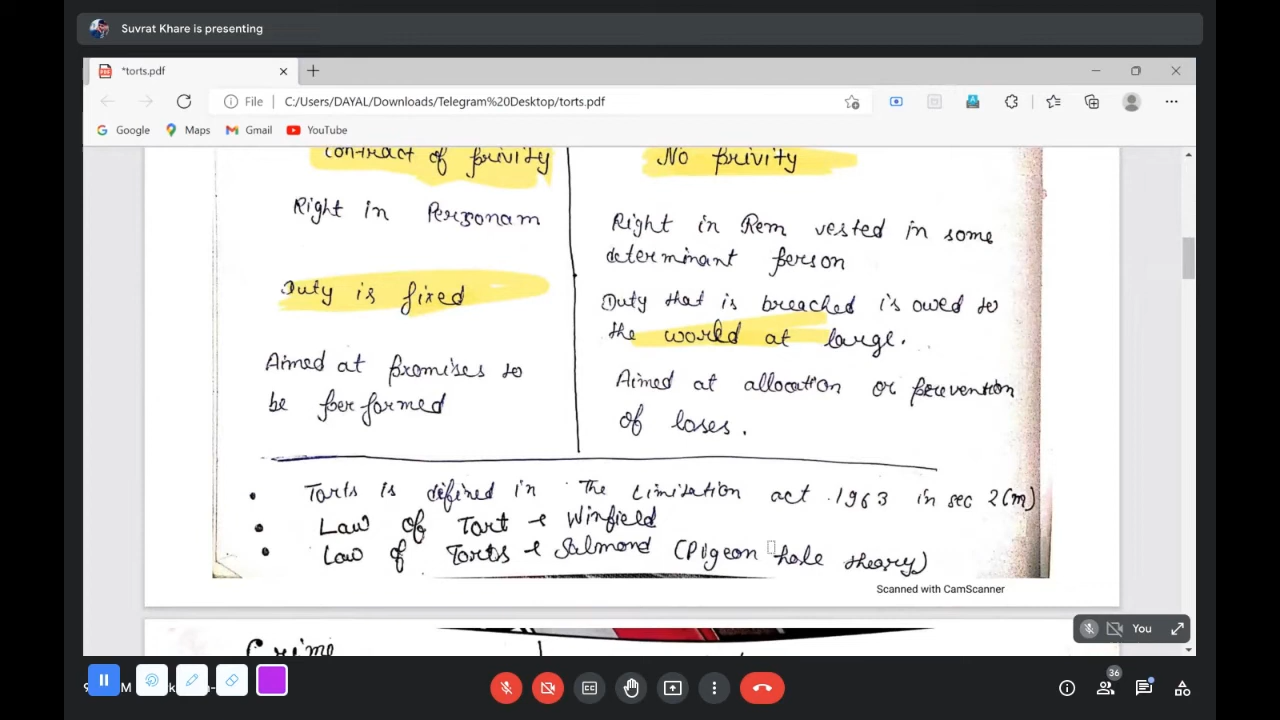 Suvrat Khare is presenting
*torts.pdf
File
C:/Users/DAYAL/Downloads/Telegram%20Desktop/torts.pdf
Google
Maps
Gmail
YouTube
Contract of privity
No privity
Right in Personam
Right in Rem vested in some
determinant person
Duty is fixed
Duty that is breached is owed to
the world at large.
Aimed at promises to
be performed
Aimed at allocation or prevention
of loses.
Torts is defined in The Limitation act 1963 in sec 2(m)
Law of Tort → Winfield
Law of Torts → Salmond (Pigeon hole theory)
Scanned with CamScanner
Crime
You
36